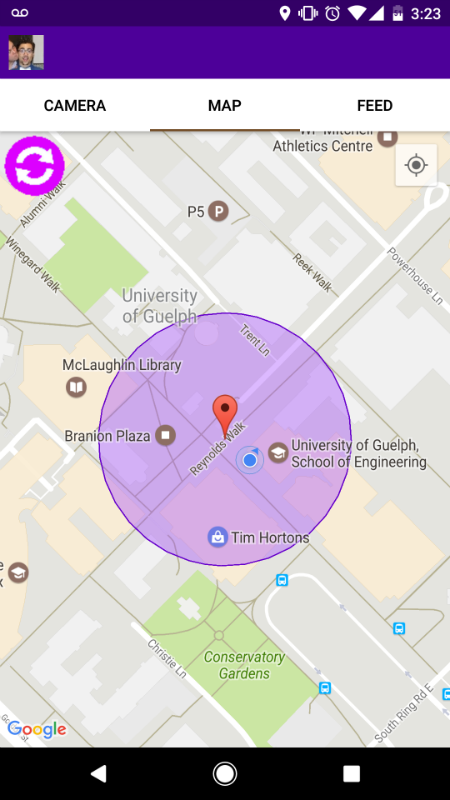 3:23
CAMERA
MAP
FEED
W.F. Mitchell
Athletics Centre
Alumni Walk
P5
P
Winegard Walk
Reek Walk
Powerhouse Ln
University
of Guelph
Trent Ln
McLaughlin Library
Branion Plaza
Reynolds Walk
University of Guelph,
School of Engineering
Tim Hortons
Conservatory
Gardens
Christie Ln
South Ring Rd E
Google